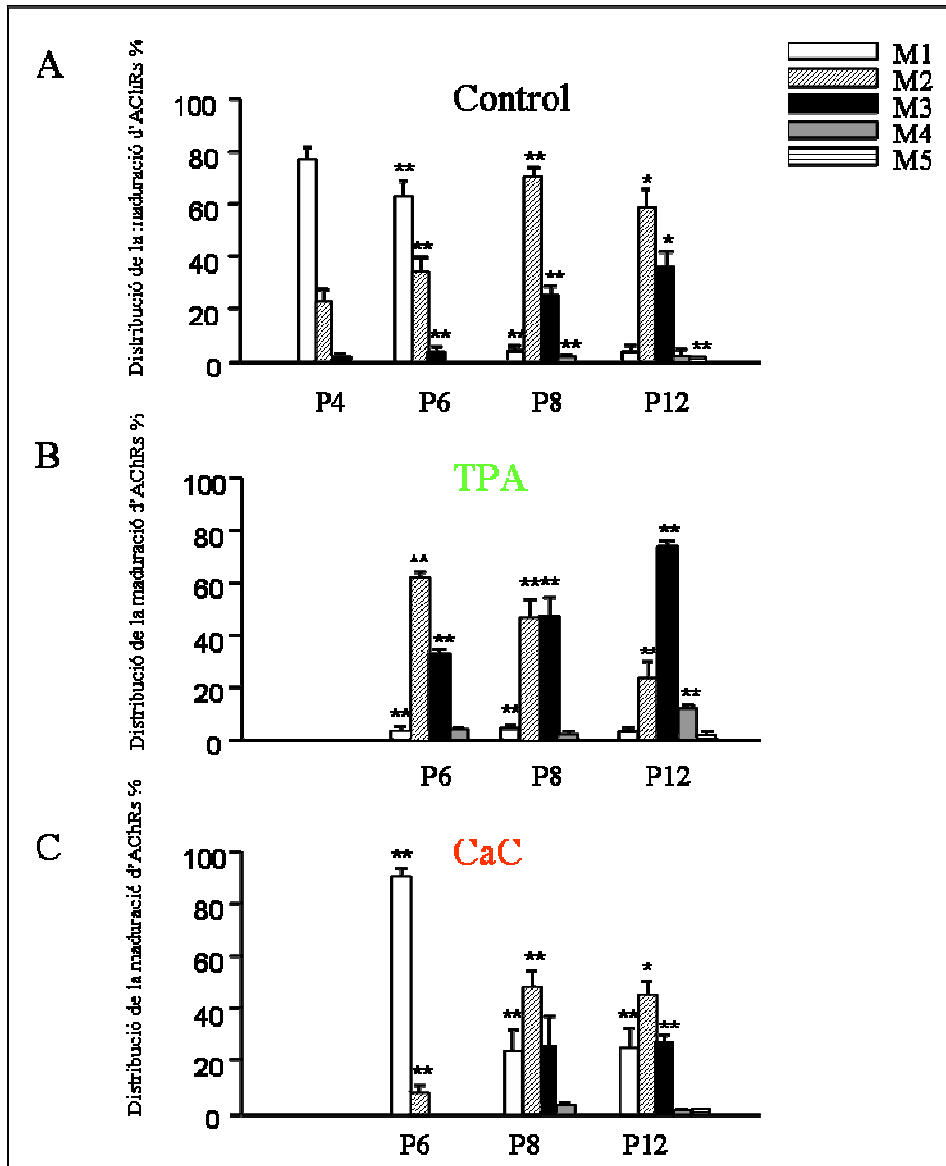 A
Distribució de la maduració d'AChRs %
Control
M1
M2
M3
M4
M5
100
80
60
40
20
0
**
**
**
**
**
**
**
**
*
*
**
P4
P6
P8
P12
B
Distribució de la maduració d'AChRs %
TPA
100
80
60
40
20
0
**
**
**
**
**
**
**
**
**
P6
P8
P12
C
Distribució de la maduració d'AChRs %
CaC
100
80
60
40
20
0
**
**
**
**
**
*
**
P6
P8
P12